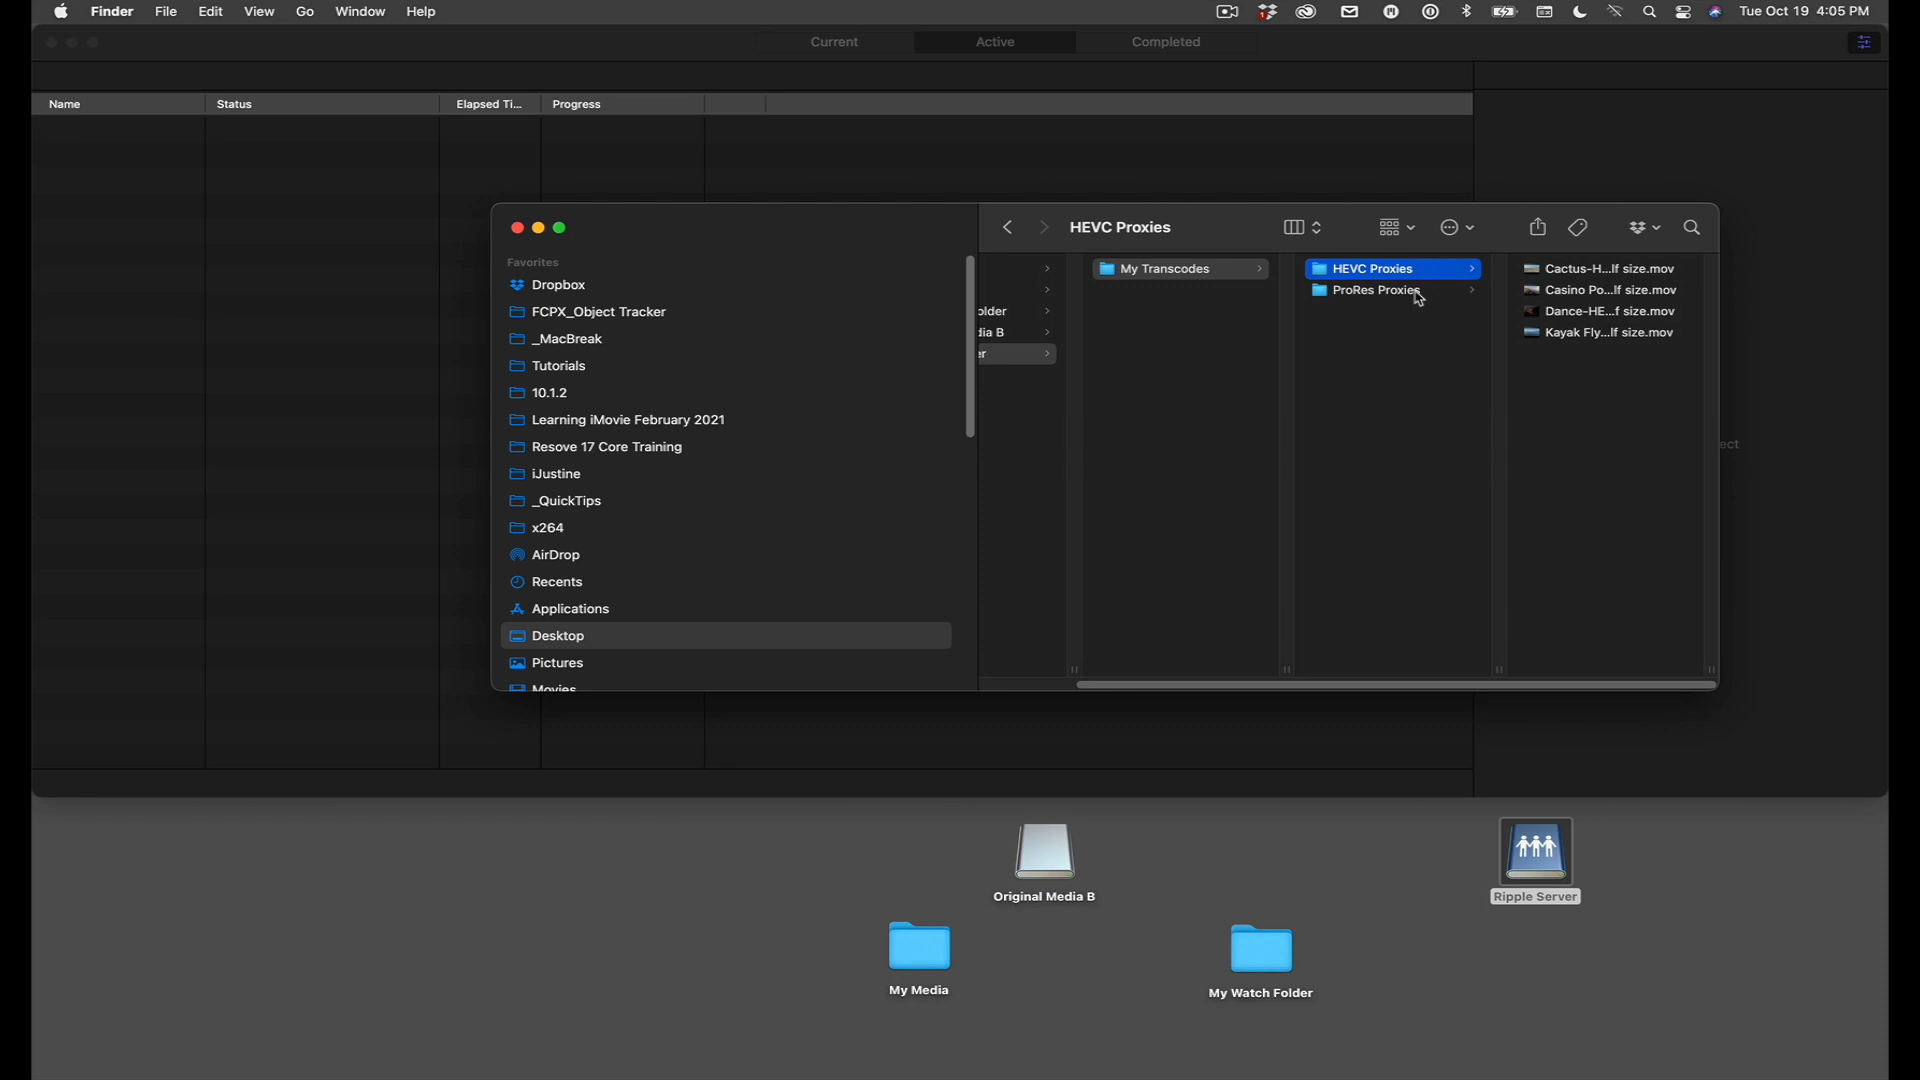 Finder File Edit View Go Window Help Tue Oct 19 4:05 PM
Current Active Completed
Name Status Elapsed Ti... Progress
HEVC Proxies
Favorites
Dropbox
FCPX_Object Tracker
_MacBreak
Tutorials
10.1.2
Learning iMovie February 2021
Resove 17 Core Training
iJustine
_QuickTips
x264
AirDrop
Recents
Applications
Desktop
Pictures
Movies
older
dia B
er
My Transcodes
HEVC Proxies
ProRes Proxies
Cactus-H...lf size.mov
Casino Po...lf size.mov
Dance-HE...f size.mov
Kayak Fly...lf size.mov
ect
Original Media B
Ripple Server
My Media
My Watch Folder